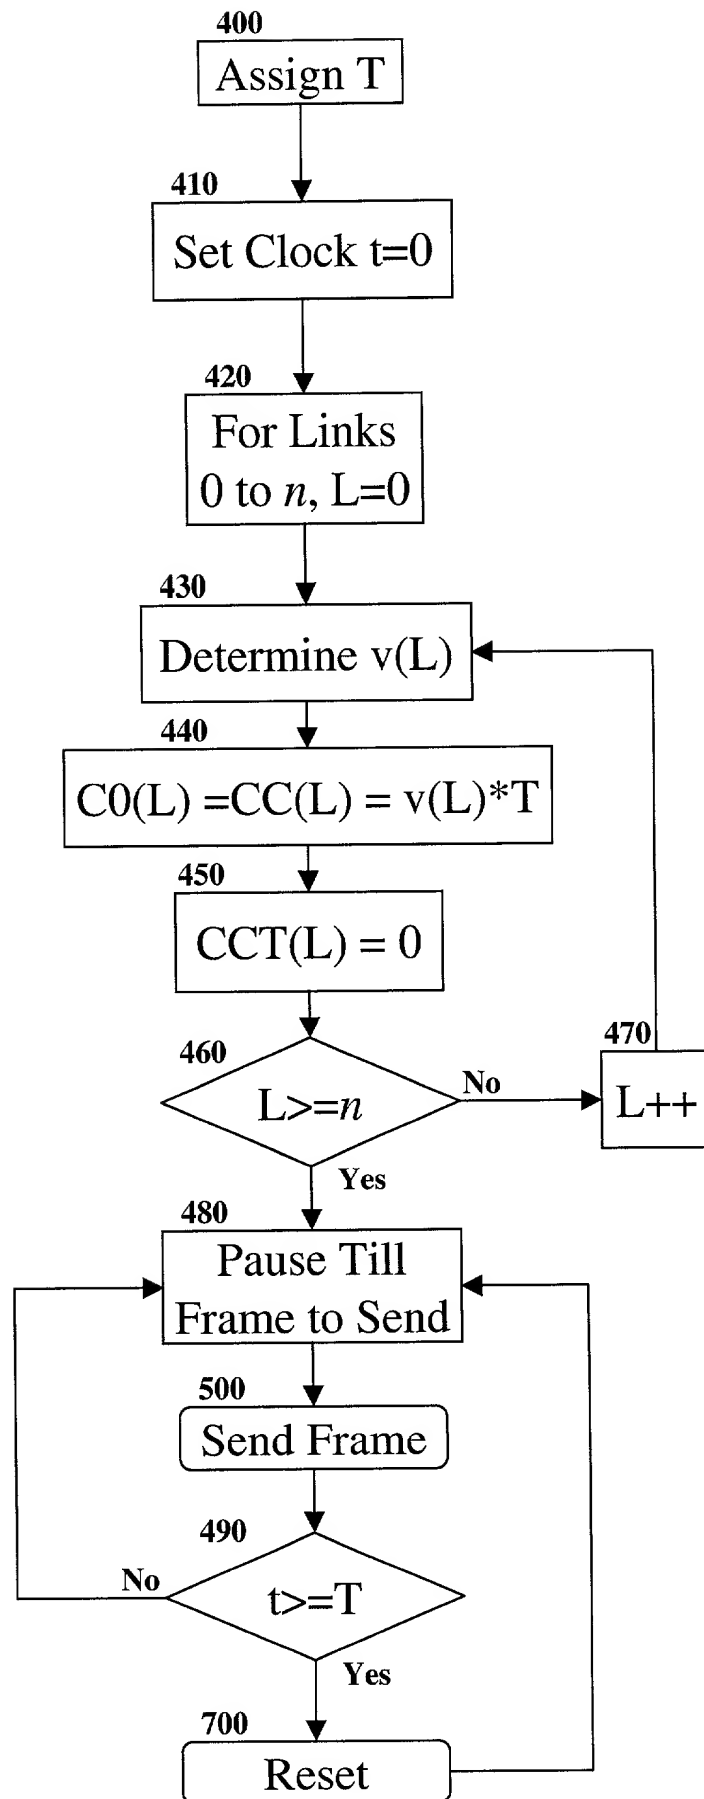 400
Assign T
410
Set Clock t=0
420
For Links
0 to n, L=0
430
Determine v(L)
440
C0(L) =CC(L) = v(L)*T
450
CCT(L) = 0
460
L>=n
No
470
L++
Yes
480
Pause Till
Frame to Send
500
Send Frame
490
t>=T
No
Yes
700
Reset